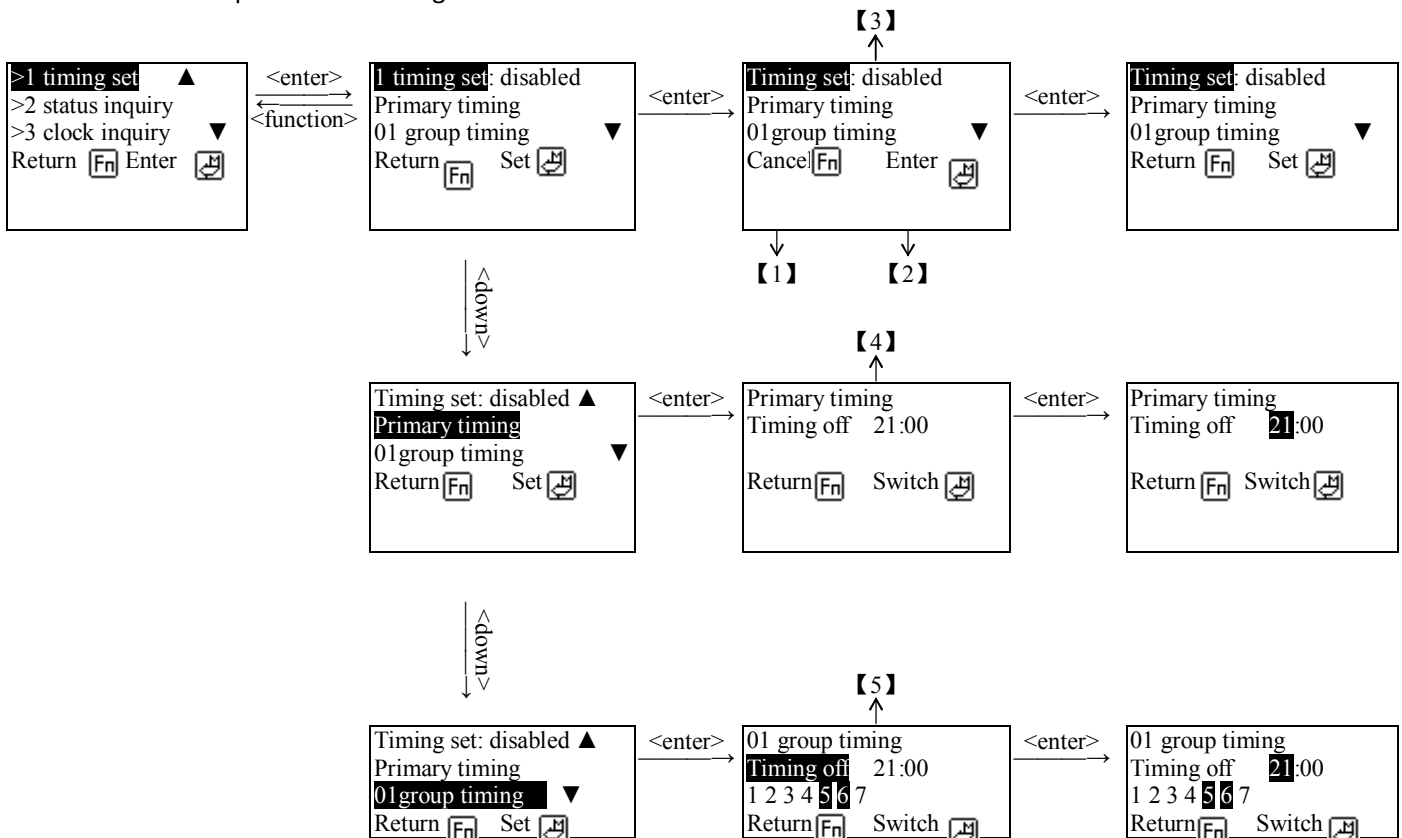 【3】
>1 timing set ▲
>2 status inquiry
>3 clock inquiry ▼
Return Fn Enter
<enter>
<function>
1 timing set: disabled
Primary timing
01 group timing ▼
Return Fn Set
<enter>
Timing set: disabled
Primary timing
01group timing ▼
Cancel Fn Enter
<enter>
Timing set: disabled
Primary timing
01group timing ▼
Return Fn Set
【1】 【2】
<down>
【4】
Timing set: disabled ▲
Primary timing
01group timing ▼
Return Fn Set
<enter>
Primary timing
Timing off 21:00
Return Fn Switch
<enter>
Primary timing
Timing off 21:00
Return Fn Switch
<down>
【5】
Timing set: disabled ▲
Primary timing
01group timing ▼
Return Fn Set
<enter>
01 group timing
Timing off 21:00
1 2 3 4 5 6 7
Return Fn Switch
<enter>
01 group timing
Timing off 21:00
1 2 3 4 5 6 7
Return Fn Switch